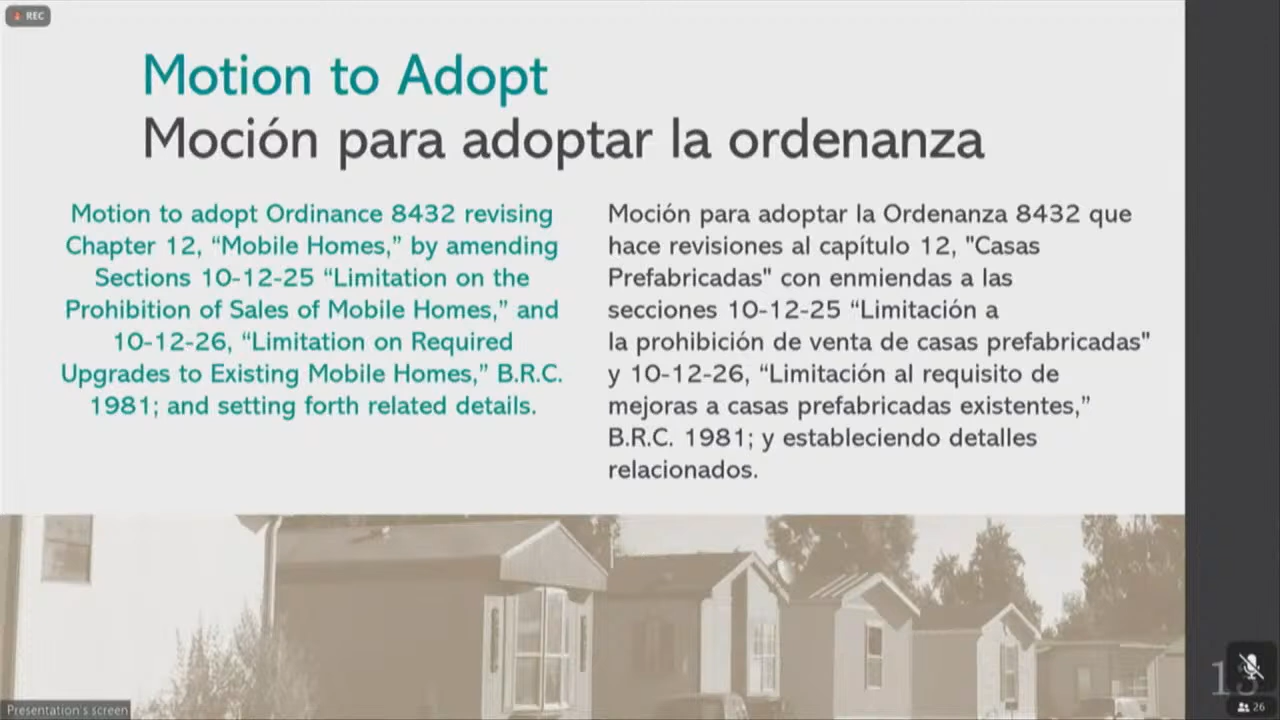 REC
Motion to Adopt
Moción para adoptar la ordenanza
Motion to adopt Ordinance 8432 revising
Chapter 12, “Mobile Homes,” by amending
Sections 10-12-25 “Limitation on the
Prohibition of Sales of Mobile Homes,” and
10-12-26, “Limitation on Required
Upgrades to Existing Mobile Homes,” B.R.C.
1981; and setting forth related details.
Moción para adoptar la Ordenanza 8432 que
hace revisiones al capítulo 12, "Casas
Prefabricadas" con enmiendas a las
secciones 10-12-25 “Limitación a
la prohibición de venta de casas prefabricadas"
y 10-12-26, “Limitación al requisito de
mejoras a casas prefabricadas existentes,”
B.R.C. 1981; y estableciendo detalles
relacionados.
Presentation's screen
26